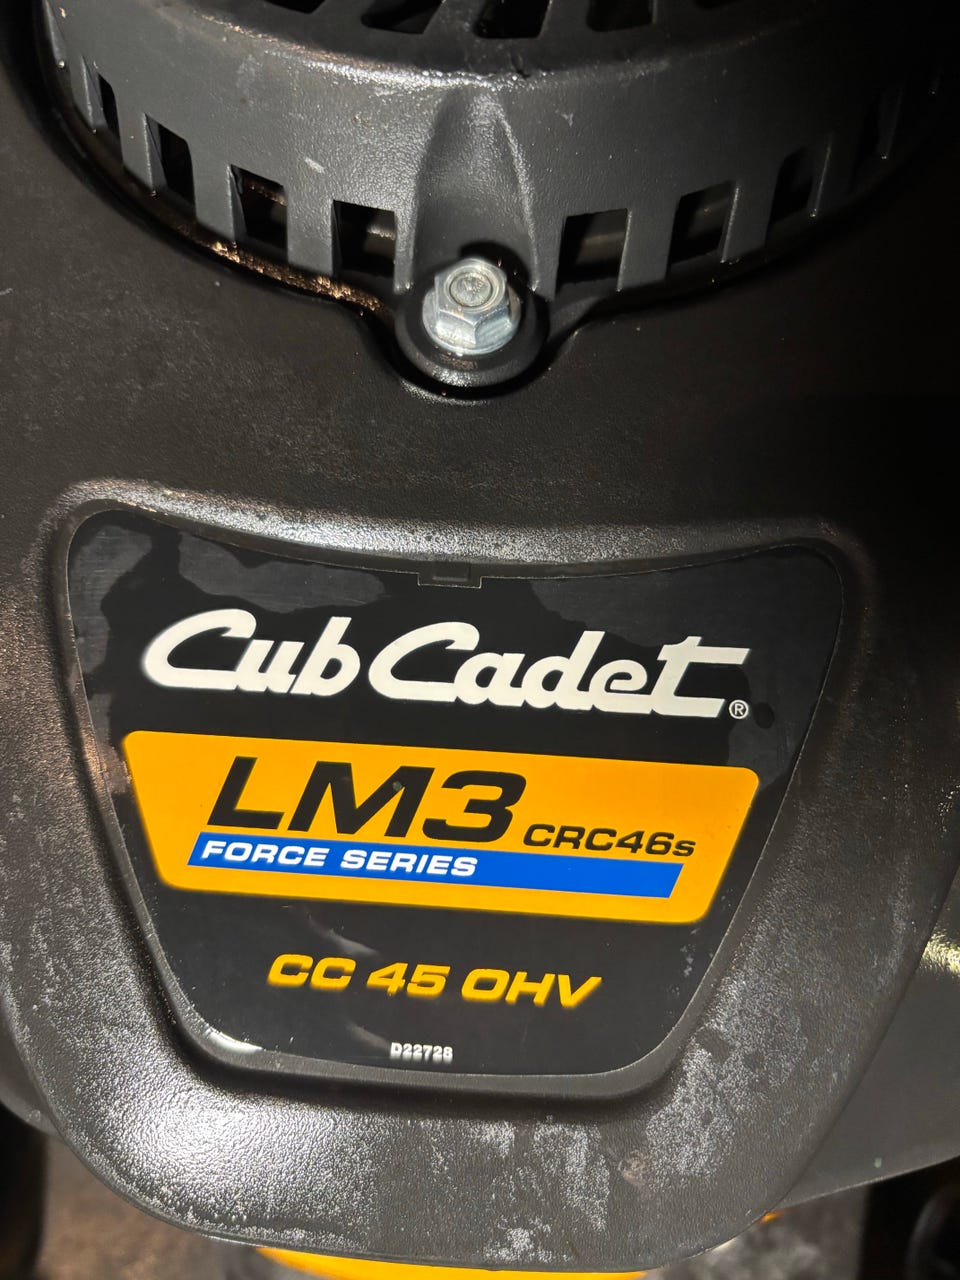 Cub Cadet®
LM3 CRC46s
FORCE SERIES
CC 45 OHV
D22728